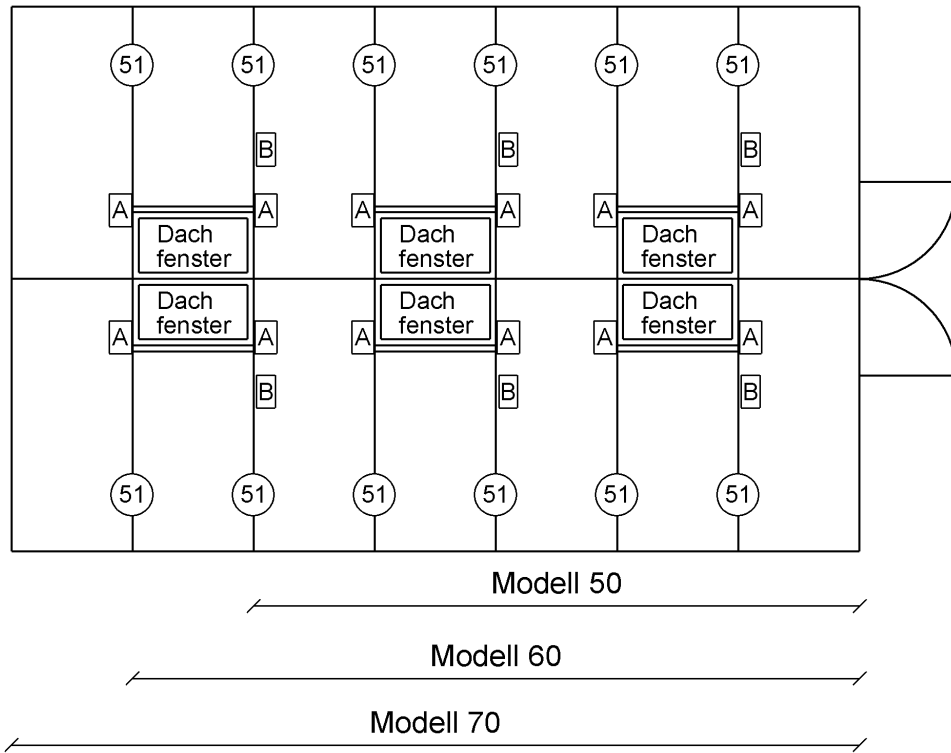 51 51 51 51 51 51
B B B
A A A A A A
Dach Dach Dach
fenster fenster fenster
Dach Dach Dach
fenster fenster fenster
A A A A A A
B B B
51 51 51 51 51 51
Modell 50
Modell 60
Modell 70